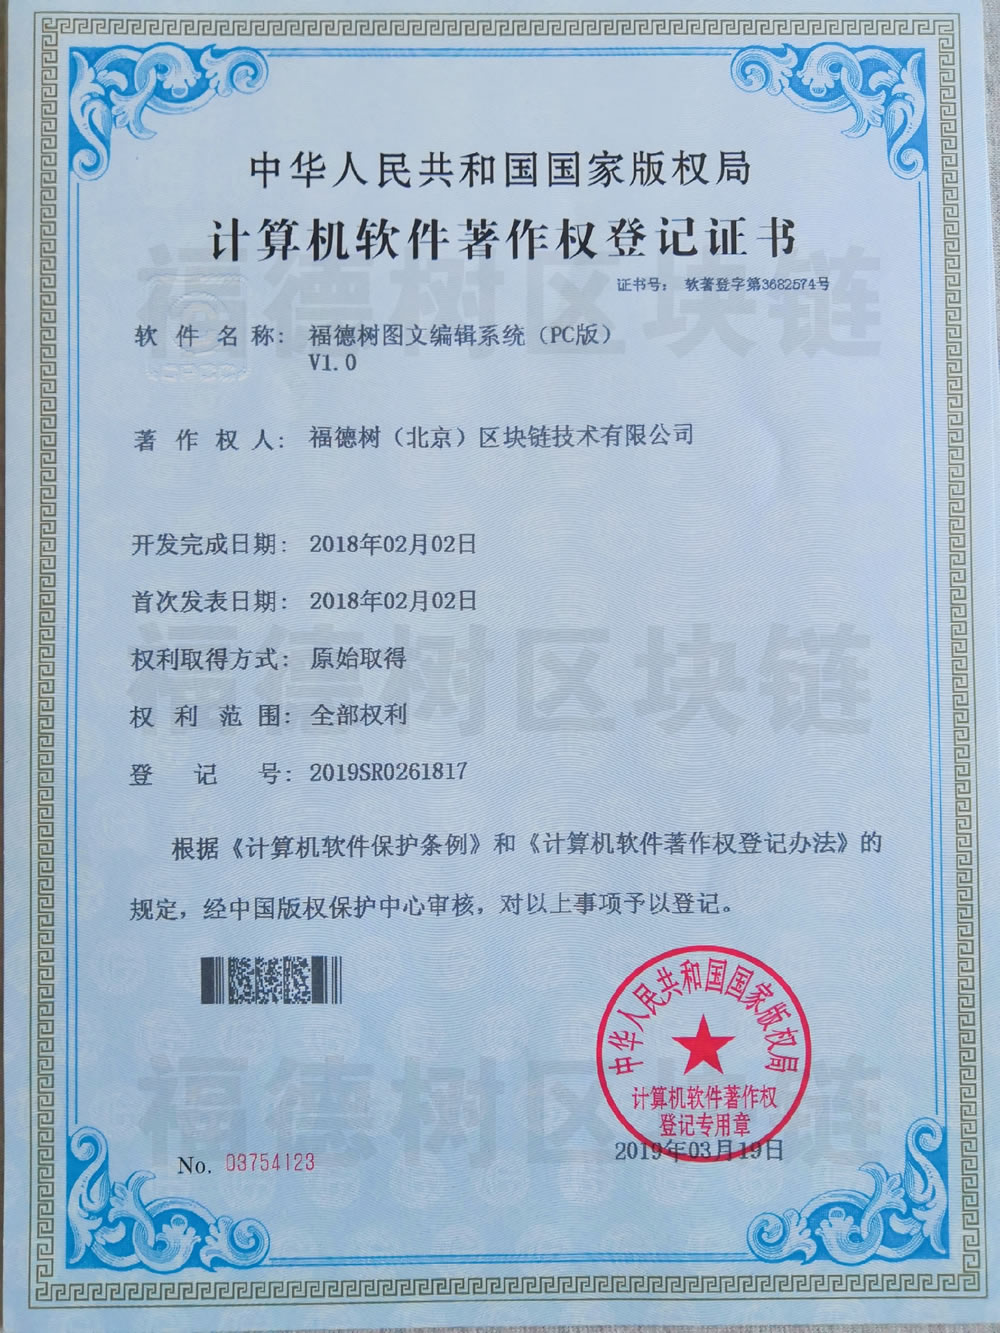 中华人民共和国国家版权局
计算机软件著作权登记证书
证书号： 软著登字第3682574号
软件名称： 福德树图文编辑系统（PC版）
V1.0
著作权人： 福德树（北京）区块链技术有限公司
开发完成日期： 2018年02月02日
首次发表日期： 2018年02月02日
权利取得方式： 原始取得
权利范围： 全部权利
登记号： 2019SR0261817
根据《计算机软件保护条例》和《计算机软件著作权登记办法》的
规定，经中国版权保护中心审核，对以上事项予以登记。
中华人民共和国国家版权局
计算机软件著作权
登记专用章
2019年03月19日
No. 03754123
福德树区块链
福德树区块链
福德树区块链
CPCC